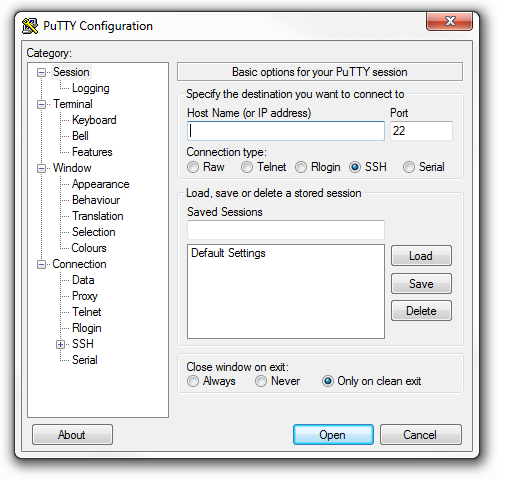 PuTTY Configuration
Category:
Session
Logging
Terminal
Keyboard
Bell
Features
Window
Appearance
Behaviour
Translation
Selection
Colours
Connection
Data
Proxy
Telnet
Rlogin
SSH
Serial
Basic options for your PuTTY session
Specify the destination you want to connect to
Host Name (or IP address) Port
22
Connection type:
Raw Telnet Rlogin SSH Serial
Load, save or delete a stored session
Saved Sessions
Default Settings
Load
Save
Delete
Close window on exit:
Always Never Only on clean exit
About Open Cancel